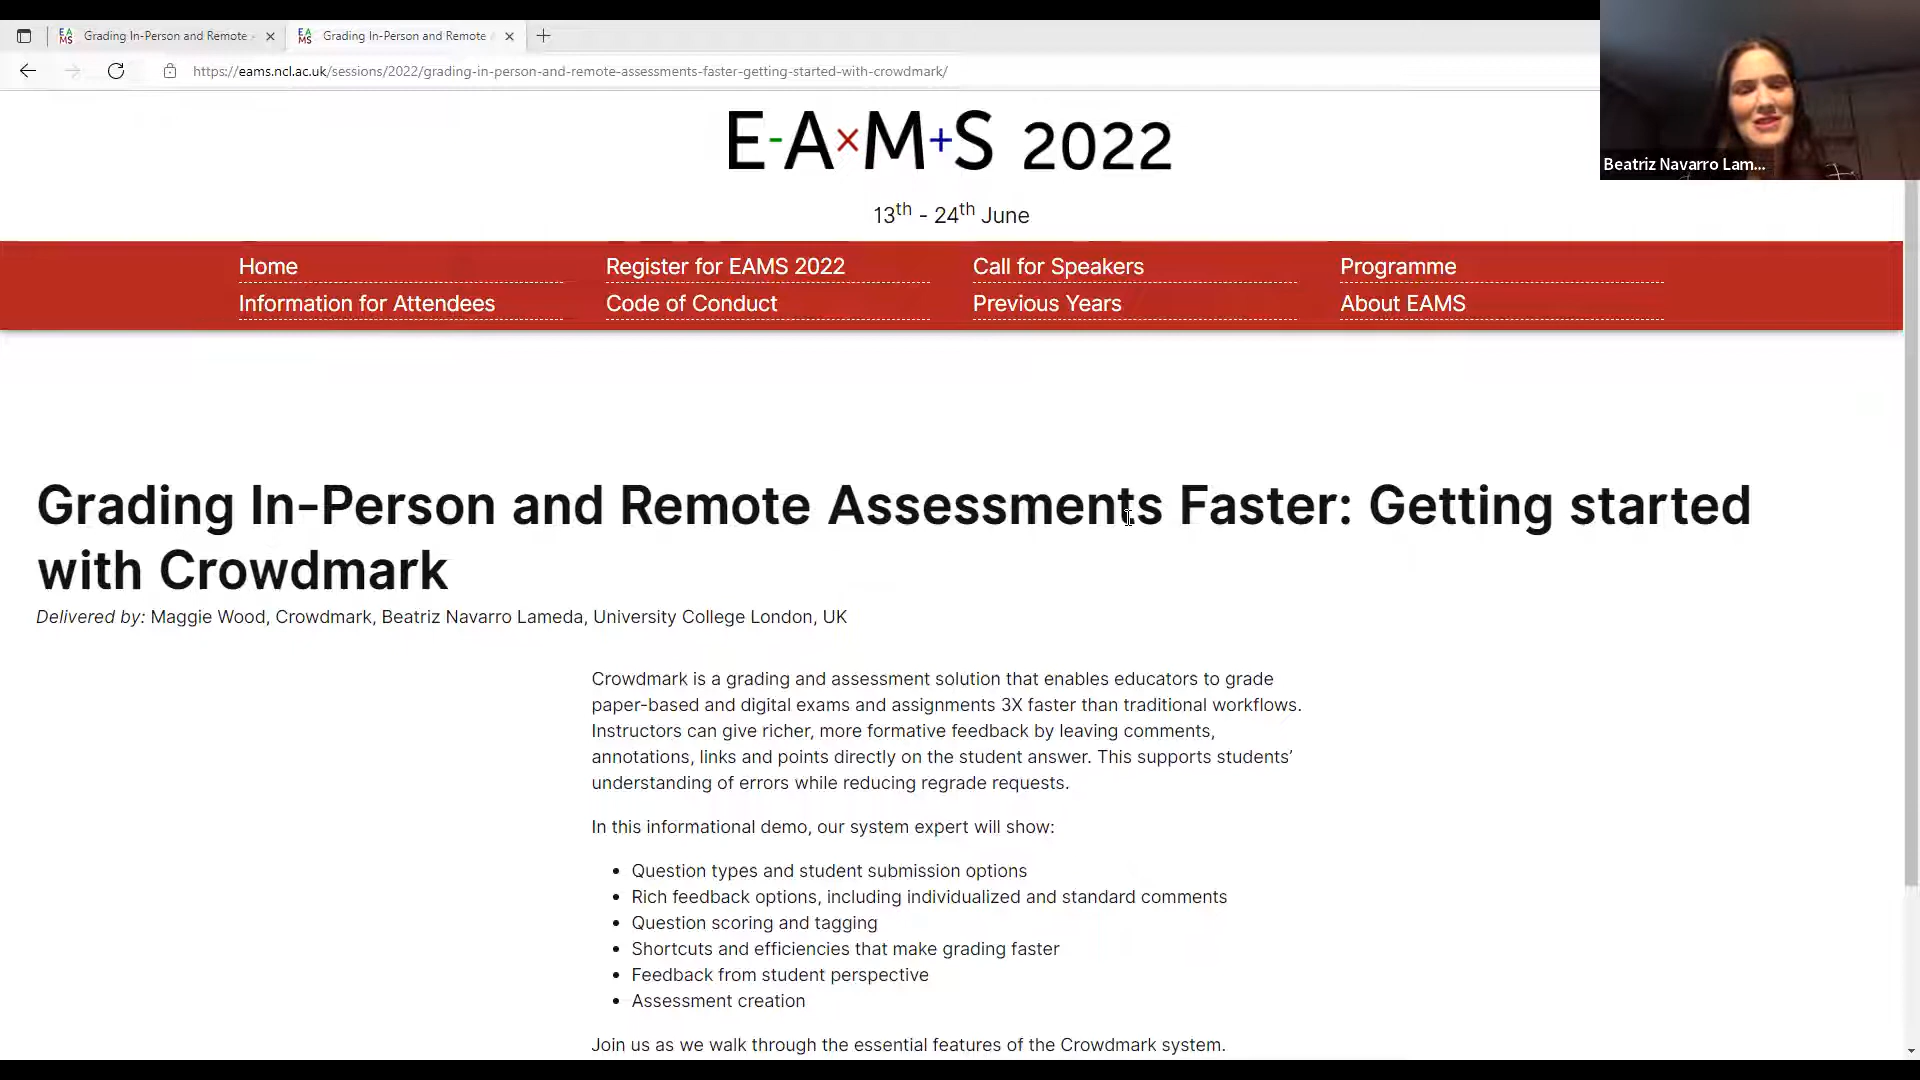 Grading In-Person and Remote
Grading In-Person and Remote
https://eams.ncl.ac.uk/sessions/2022/grading-in-person-and-remote-assessments-faster-getting-started-with-crowdmark/
Beatriz Navarro Lam...
E-A×M+S 2022
13th - 24th June
Home
Register for EAMS 2022
Call for Speakers
Programme
Information for Attendees
Code of Conduct
Previous Years
About EAMS
Grading In-Person and Remote Assessments Faster: Getting started
with Crowdmark
Delivered by: Maggie Wood, Crowdmark, Beatriz Navarro Lameda, University College London, UK
Crowdmark is a grading and assessment solution that enables educators to grade
paper-based and digital exams and assignments 3X faster than traditional workflows.
Instructors can give richer, more formative feedback by leaving comments,
annotations, links and points directly on the student answer. This supports students’
understanding of errors while reducing regrade requests.
In this informational demo, our system expert will show:
• Question types and student submission options
• Rich feedback options, including individualized and standard comments
• Question scoring and tagging
• Shortcuts and efficiencies that make grading faster
• Feedback from student perspective
• Assessment creation
Join us as we walk through the essential features of the Crowdmark system.